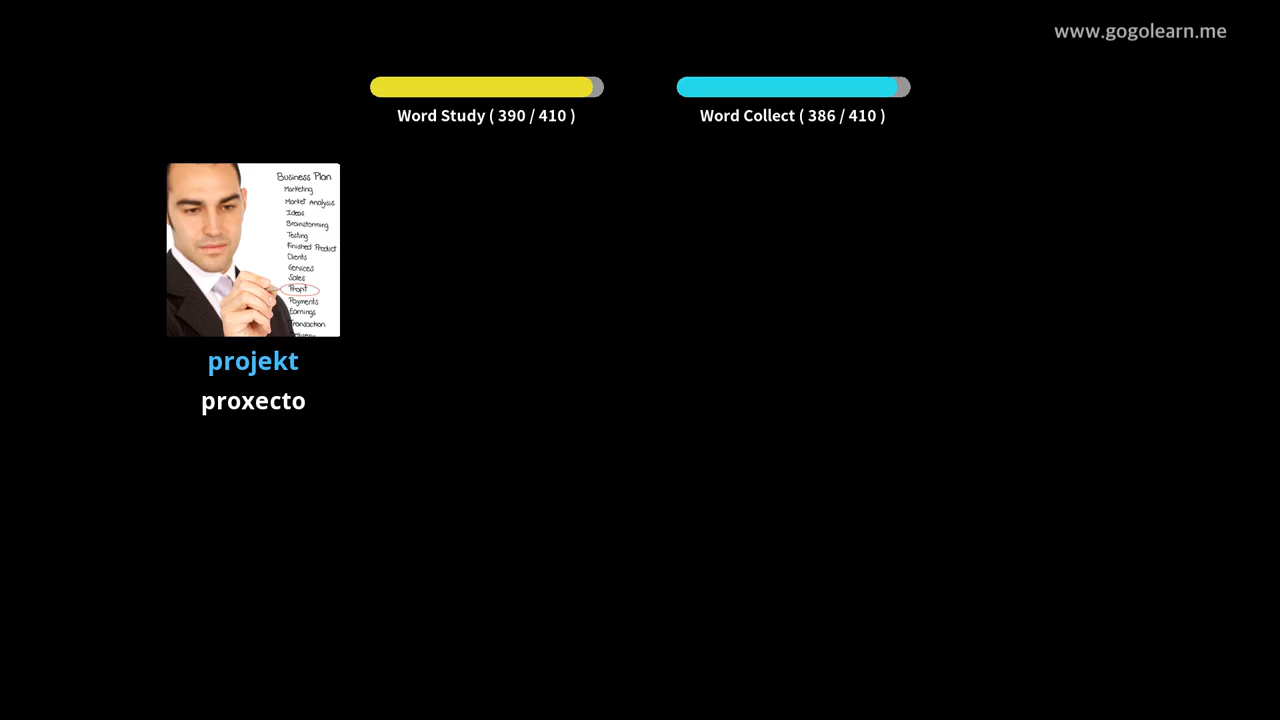 www.gogolearn.me
Word Study ( 390 / 410 )
Word Collect ( 386 / 410 )
Business Plan
Marketing
Market Analysis
Ideas
Brainstorming
Testing
Finished Product
Clients
Services
Sales
Profit
Payments
Earnings
Transaction
projekt
proxecto